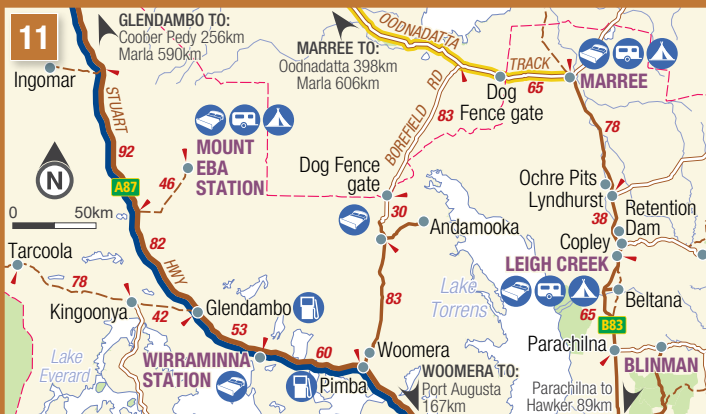 11
GLENDAMBO TO:
Coober Pedy 256km
Marla 590km
MARREE TO:
Oodnadatta 398km
Marla 606km
OODNADATTA
TRACK
65
MARREE
Dog
Fence gate
Ingomar
STUART
92
A87
N
0 50km
MOUNT
EBA
STATION
46
BOREFIELD RD
83
78
Dog Fence
gate
30
Ochre Pits
Lyndhurst
38
Retention
Dam
Andamooka
Copley
LEIGH CREEK
Tarcoola
78
82
HWY
Kingoonya
42
Glendambo
53
83
Lake
Torrens
Beltana
65
B83
Lake
Everard
WIRRAMINNA
STATION
60
Woomera
Pimba
Parachilna
BLINMAN
WOOMERA TO:
Port Augusta
167km
Parachilna to
Hawker 89km